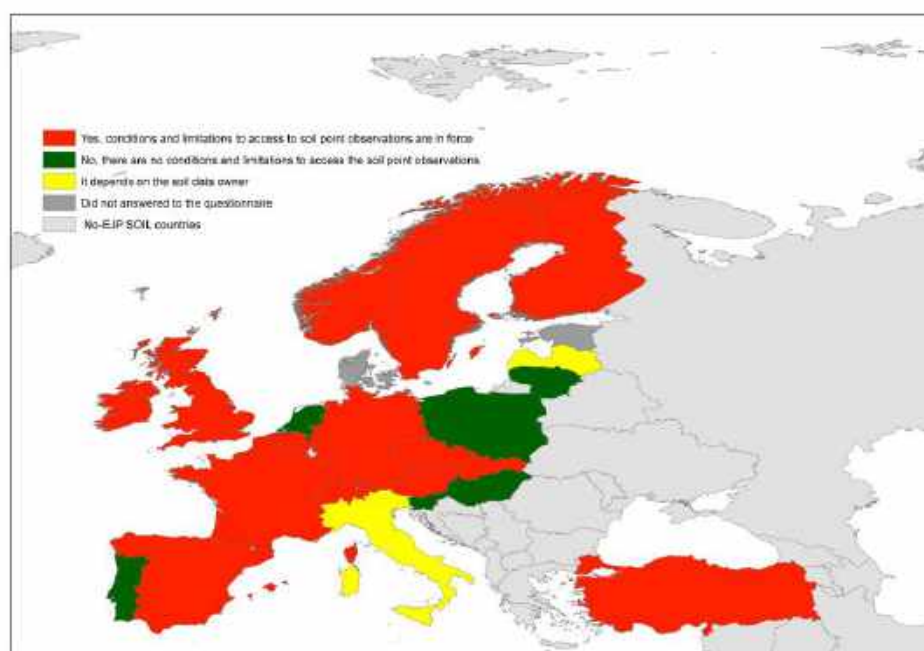 Yes, conditions and limitations to access to soil point observations are in force
No, there are no conditions and limitations to access the soil point observations
It depends on the soil data owner
Did not answered to the questionnaire
No-EJP SOIL countries